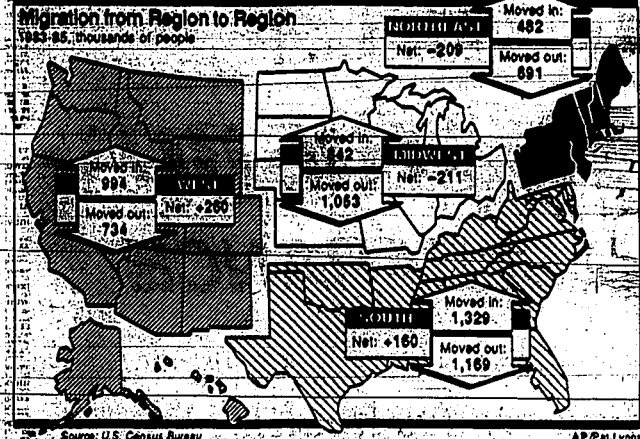 Migration from Region to Region
1983-85, thousands of people
NORTHEAST
Net: -209
Moved in:
482
Moved out:
691
Moved in:
994
Moved out:
734
WEST
Net: +260
Moved in:
842
Moved out:
1,053
MIDWEST
Net: -211
SOUTH
Net: +160
Moved in:
1,329
Moved out:
1,169
Source: U.S. Census Bureau
AP/Pat